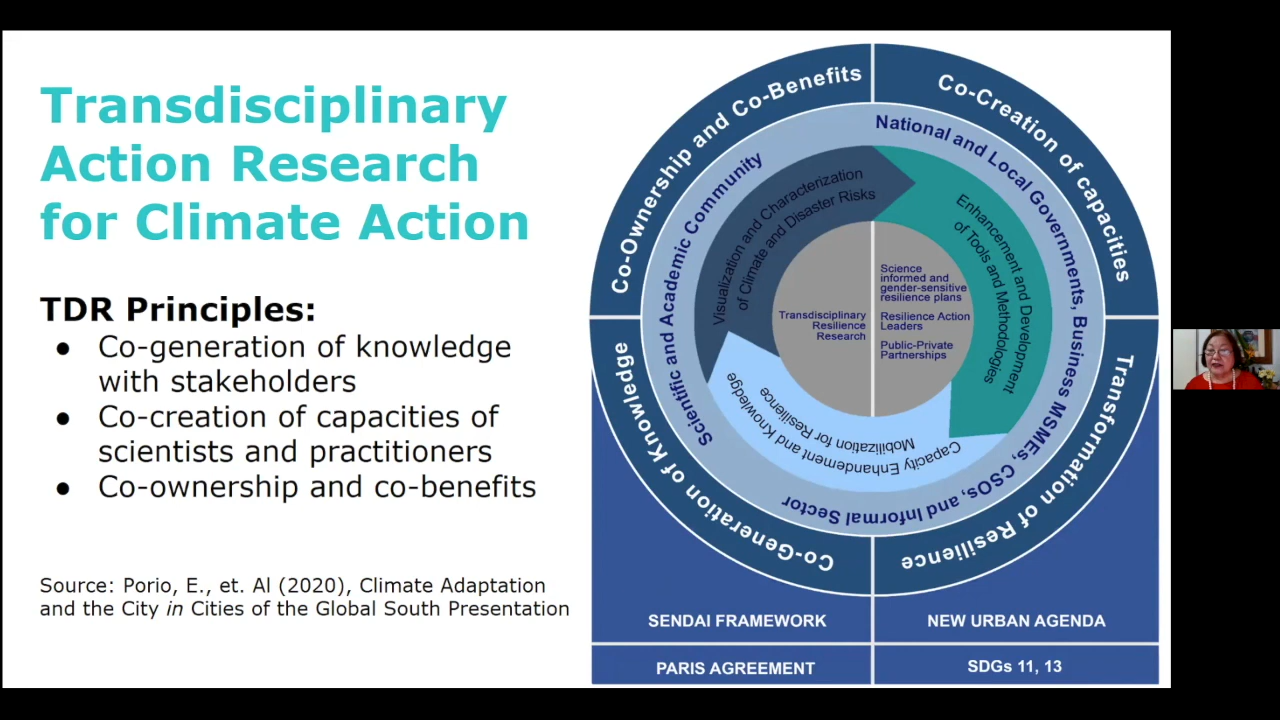 Transdisciplinary
Action Research
for Climate Action
TDR Principles:
● Co-generation of knowledge
with stakeholders
● Co-creation of capacities of
scientists and practitioners
● Co-ownership and co-benefits
Source: Porio, E., et. Al (2020), Climate Adaptation
and the City in Cities of the Global South Presentation
Co-Ownership and Co-Benefits
Co-Creation of capacities
Co-Generation of Knowledge
Transformation of Resilience
Scientific and Academic Community
National and Local Governments, Business MSMEs, CSOs, and Informal Sector
Visualization and Characterization
of Climate and Disaster Risks
Enhancement and Development
of Tools and Methodologies
Capacity Enhandement and Knowledge
Mobilization for Resilience
Transdisciplinary
Resilience
Research
Science
informed and
gender-sensitive
resilience plans
Resilience Action
Leaders
Public-Private
Partnerships
SENDAI FRAMEWORK
NEW URBAN AGENDA
PARIS AGREEMENT
SDGs 11, 13